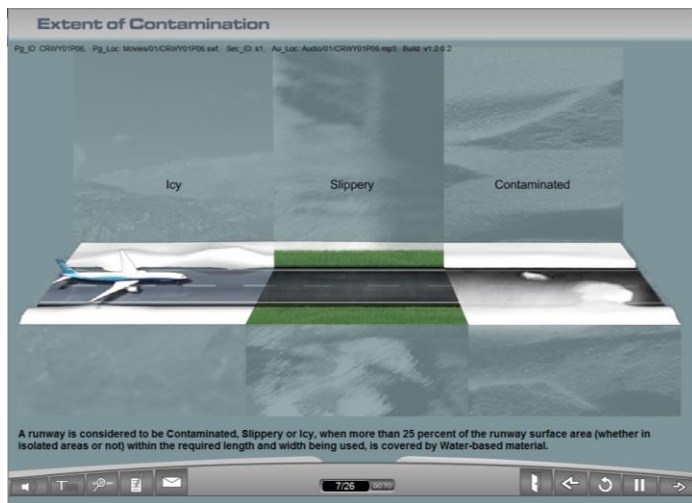 Extent of Contamination
Pg_ID: CRWY01P06, Pg_Loc: Movies/01/CRWY01P06.swf, Sec_ID: s1, Au_Loc: Audio/01/CRWY01P06.mp3, Build: v1.2.0.2
Icy Slippery Contaminated
A runway is considered to be Contaminated, Slippery or Icy, when more than 25 percent of the runway surface area (whether in
isolated areas or not) within the required length and width being used, is covered by Water-based material.
7/26 GO TO